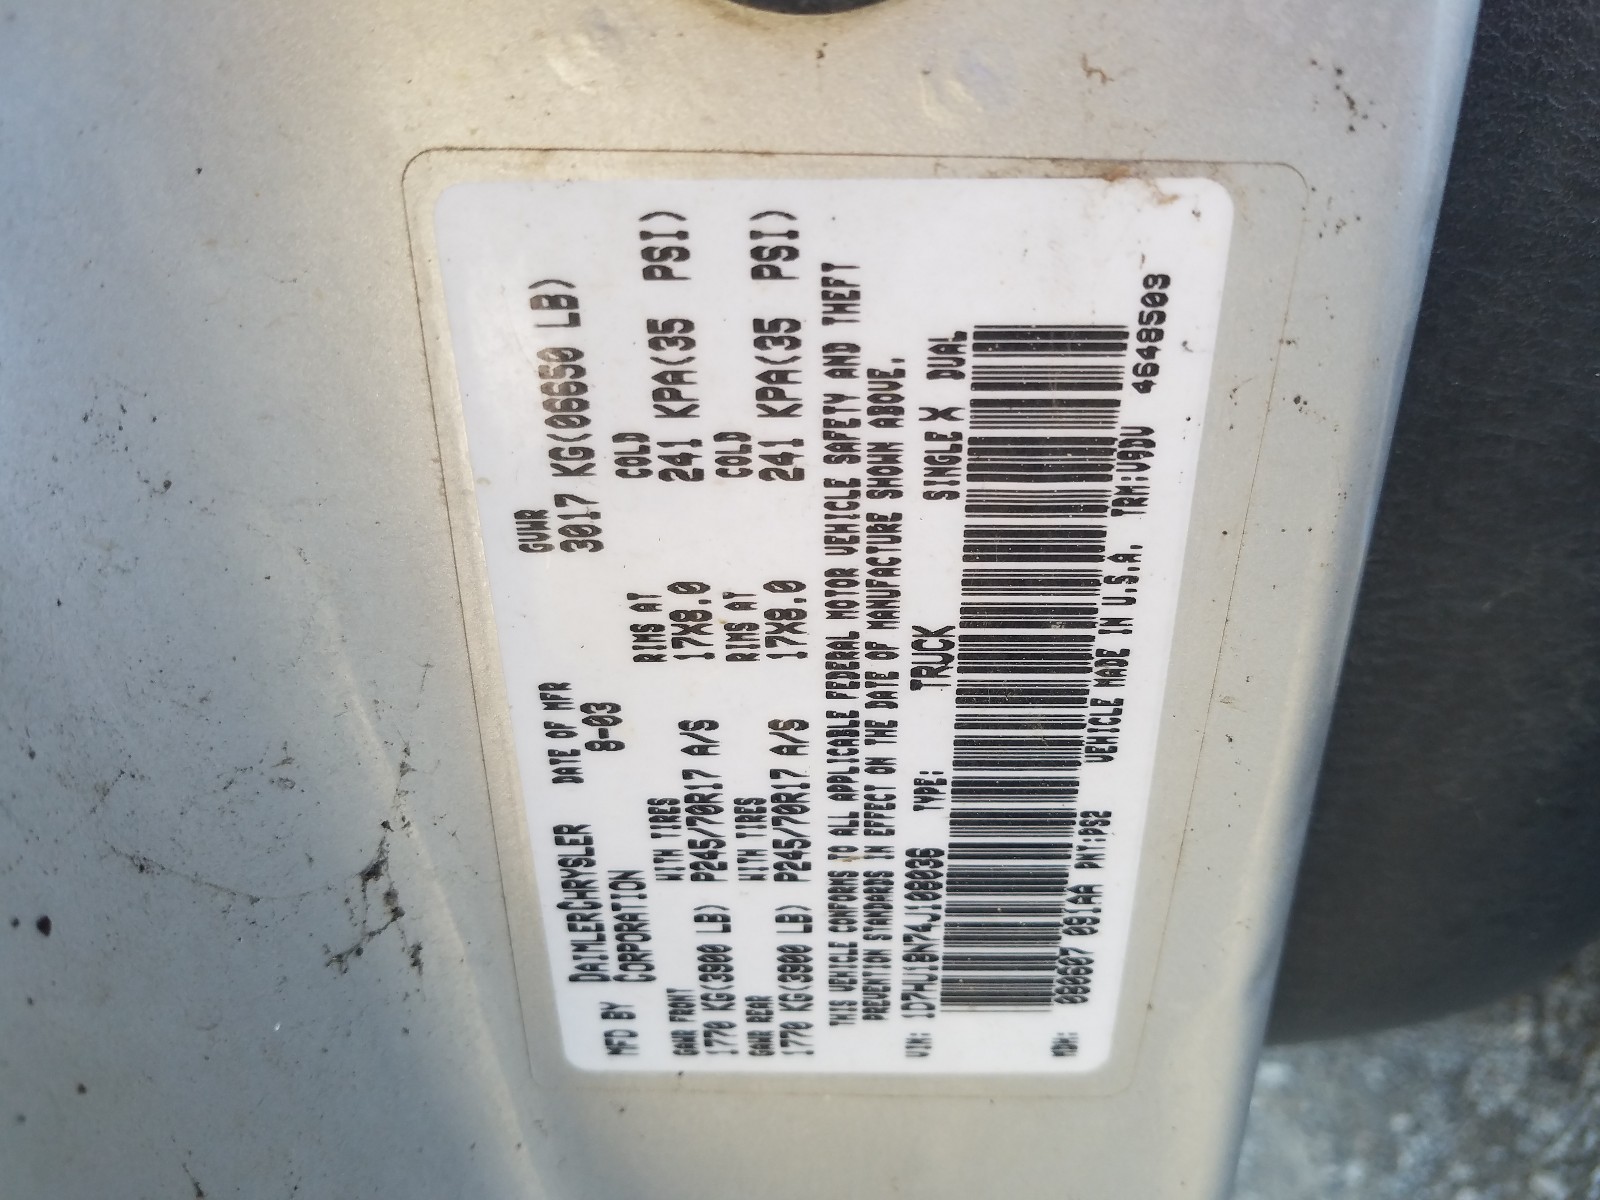 MFD BY DAIMLERCHRYSLER CORPORATION DATE OF MFR 8-03 GVWR 3017 KG(06650 LB)
GAWR FRONT WITH TIRES RIMS AT COLD
1770 KG(3900 LB) P245/70R17 A/S 17X8.0 241 KPA(35 PSI)
GAWR REAR WITH TIRES RIMS AT COLD
1770 KG(3900 LB) P245/70R17 A/S 17X8.0 241 KPA(35 PSI)
THIS VEHICLE CONFORMS TO ALL APPLICABLE FEDERAL MOTOR VEHICLE SAFETY AND THEFT
PREVENTION STANDARDS IN EFFECT ON THE DATE OF MANUFACTURE SHOWN ABOVE.
VIN: 1D7HU18N74J108036 TYPE: TRUCK SINGLE X DUAL
MDH: 080607 091AA PNT:PS2 VEHICLE MADE IN U.S.A. TRM:V9DV 46485093